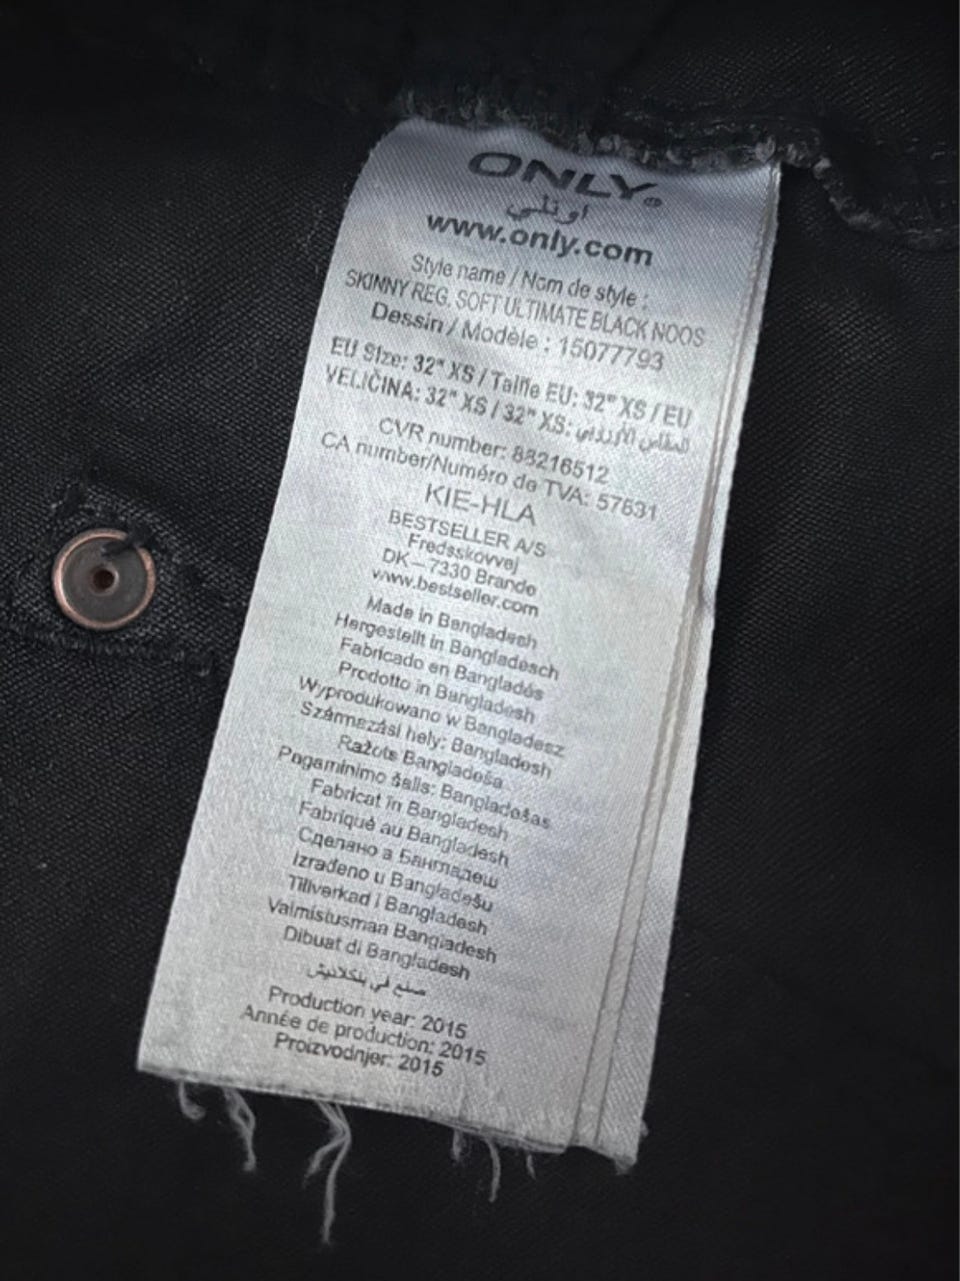 ONLY®
اونلي
www.only.com
Style name / Nom de style :
SKINNY REG. SOFT ULTIMATE BLACK NOOS
Dessin / Modèle : 15077793
EU Size: 32" XS / Taille EU: 32" XS / EU
VELIČINA: 32" XS / 32" XS: المقاس الأوروبي
CVR number: 88216512
CA number/Numéro de TVA: 57631
KIE-HLA
BESTSELLER A/S
Fredsskovvej
DK–7330 Brande
www.bestseller.com
Made in Bangladesh
Hergestellt in Bangladesch
Fabricado en Bangladés
Prodotto in Bangladesh
Wyprodukowano w Bangladesz
Származási hely: Bangladesh
Ražots Bangladeša
Pagaminimo šalis: Bangladešas
Fabricat în Bangladesh
Fabriqué au Bangladesh
Сделано в Бангладеш
Izrađeno u Bangladešu
Tillverkad i Bangladesh
Valmistusmaa Bangladesh
Dibuat di Bangladesh
صنع في بنكلاديش
Production year: 2015
Année de production: 2015
Proizvodnjer: 2015